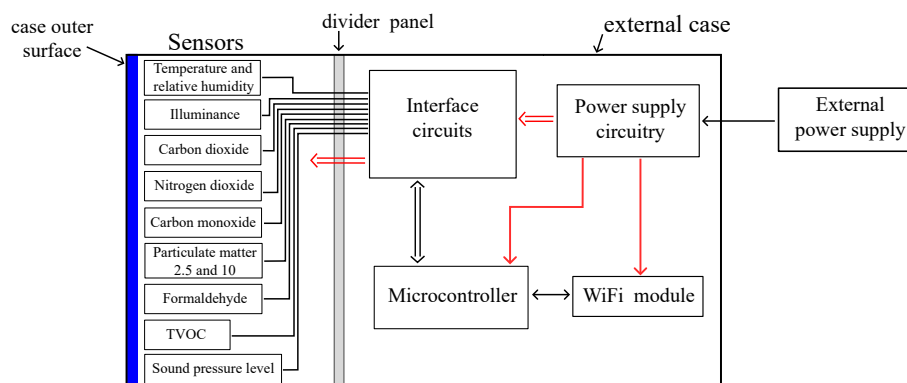 case outer
surface
Sensors
divider panel
external case
Temperature and
relative humidity
Illuminance
Carbon dioxide
Nitrogen dioxide
Carbon monoxide
Particulate matter
2.5 and 10
Formaldehyde
TVOC
Sound pressure level
Interface
circuits
Power supply
circuitry
External
power supply
Microcontroller
WiFi module